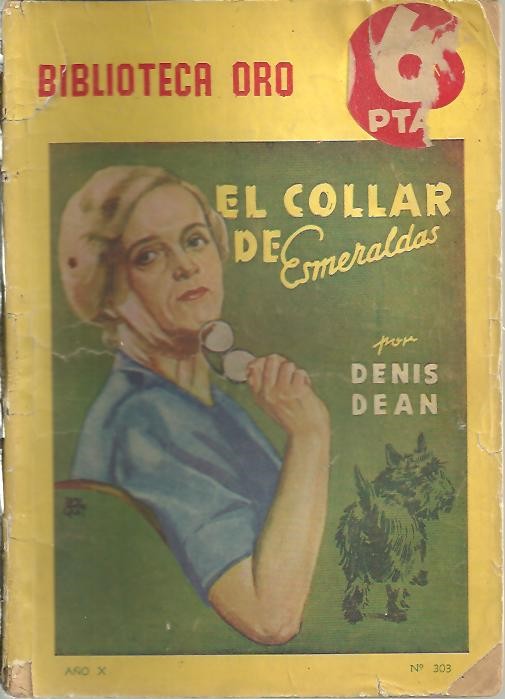 BIBLIOTECA ORO
6
PTA
EL COLLAR
DE Esmeraldas
por
DENIS
DEAN
AÑO X
Nº 303